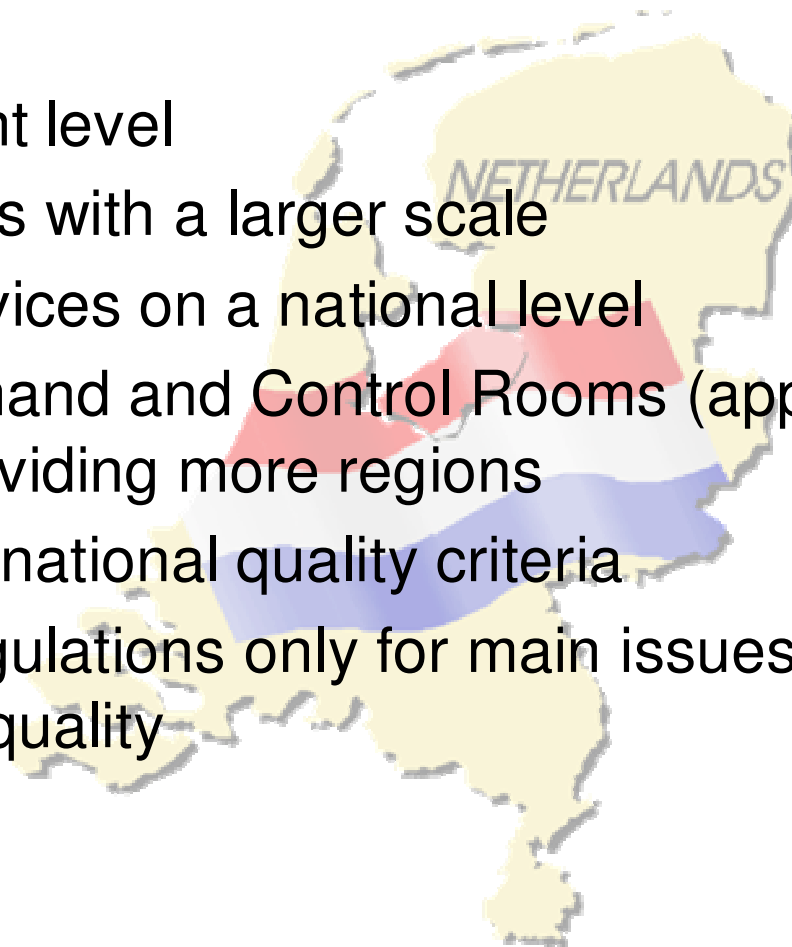 nt level
NETHERLANDS
s with a larger scale
vices on a national level
nand and Control Rooms (app
viding more regions
national quality criteria
gulations only for main issues
quality